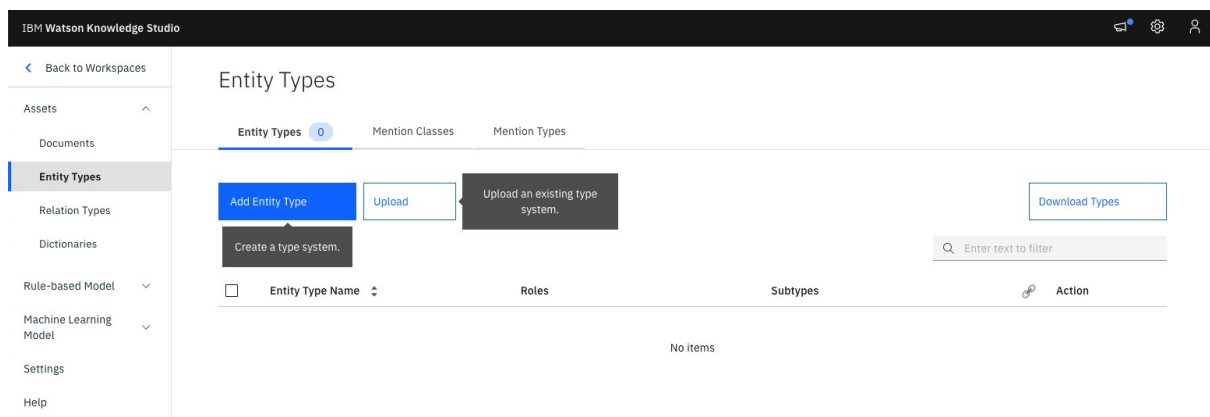 IBM Watson Knowledge Studio
Back to Workspaces
Assets
Documents
Entity Types
Relation Types
Dictionaries
Rule-based Model
Machine Learning
Model
Settings
Help
Entity Types
Entity Types 0 Mention Classes Mention Types
Add Entity Type Upload
Upload an existing type
system.
Download Types
Create a type system.
Enter text to filter
Entity Type Name Roles Subtypes Action
No items